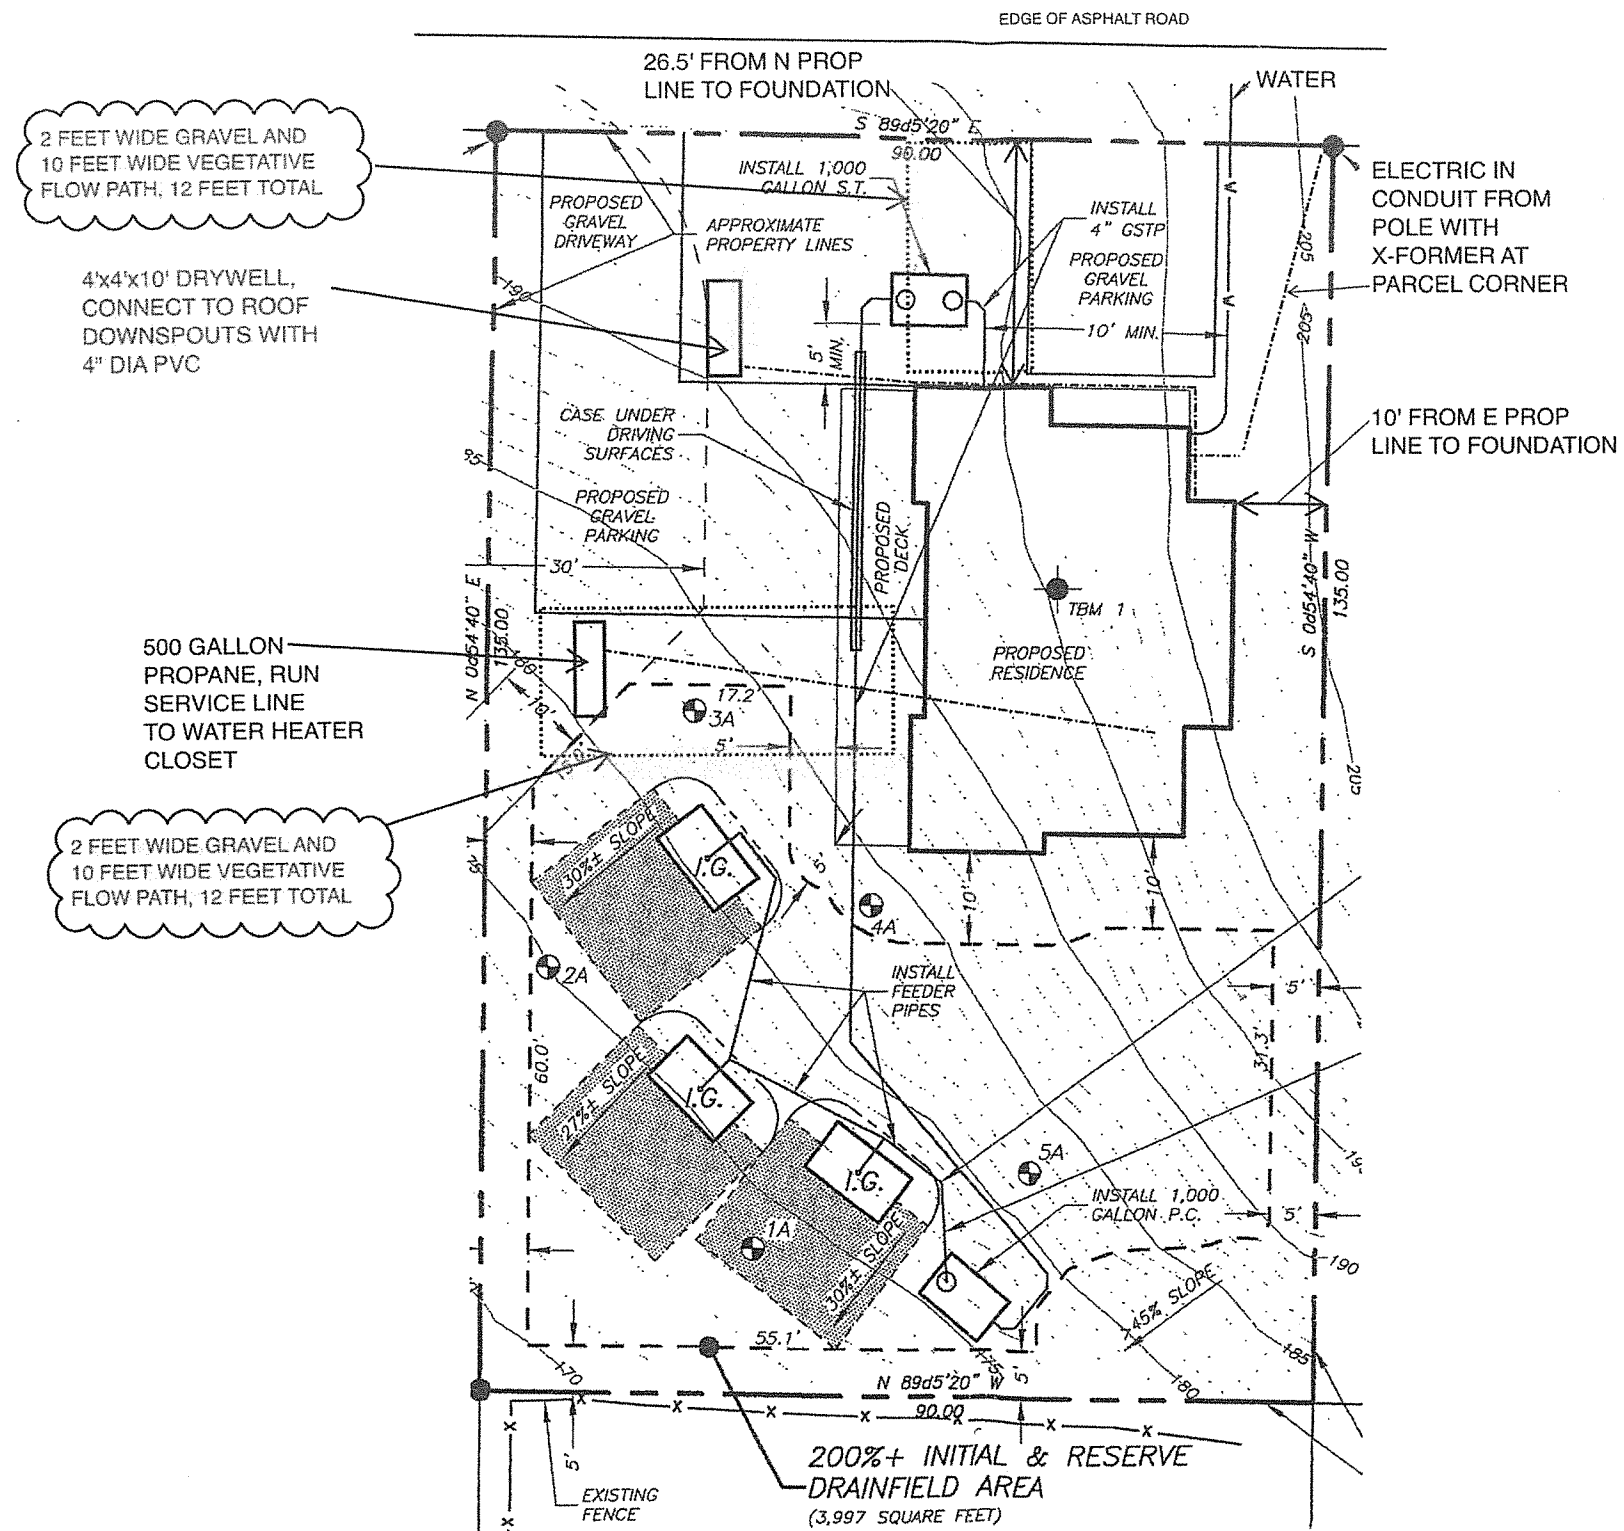 EDGE OF ASPHALT ROAD
26.5' FROM N PROP
LINE TO FOUNDATION
WATER
S 89d5'20" E
90.00
2 FEET WIDE GRAVEL AND
10 FEET WIDE VEGETATIVE
FLOW PATH, 12 FEET TOTAL
INSTALL 1,000
GALLON S.T.
ELECTRIC IN
CONDUIT FROM
POLE WITH
X-FORMER AT
PARCEL CORNER
PROPOSED
GRAVEL
DRIVEWAY
APPROXIMATE
PROPERTY LINES
INSTALL
4" GSTP
PROPOSED
GRAVEL
PARKING
205
4'x4'x10' DRYWELL,
CONNECT TO ROOF
DOWNSPOUTS WITH
4" DIA PVC
190
5'
MIN.
10' MIN.
205
CASE UNDER
DRIVING
SURFACES
10' FROM E PROP
LINE TO FOUNDATION
PROPOSED
GRAVEL
PARKING
30'
PROPOSED
DECK
TBM 1
N 0d54'40" E
135.00
S 0d54'40" W
135.00
500 GALLON
PROPANE, RUN
SERVICE LINE
TO WATER HEATER
CLOSET
180
PROPOSED
RESIDENCE
10'
17.2'
3A
5'
2 FEET WIDE GRAVEL AND
10 FEET WIDE VEGETATIVE
FLOW PATH, 12 FEET TOTAL
30%± SLOPE
I.G.
5'
4A
10'
10'
2A
INSTALL
FEEDER
PIPES
5'
31.3'
60.0'
27%± SLOPE
I.G.
I.G.
5A
INSTALL 1,000
GALLON P.C.
5'
1A
30%± SLOPE
45% SLOPE
190
185
55.1'
170
175
5'
180
N 89d5'20" W
90.00
X
X
X
X
X
X
X
X
5'
EXISTING
FENCE
200%+ INITIAL & RESERVE
DRAINFIELD AREA
(3,997 SQUARE FEET)